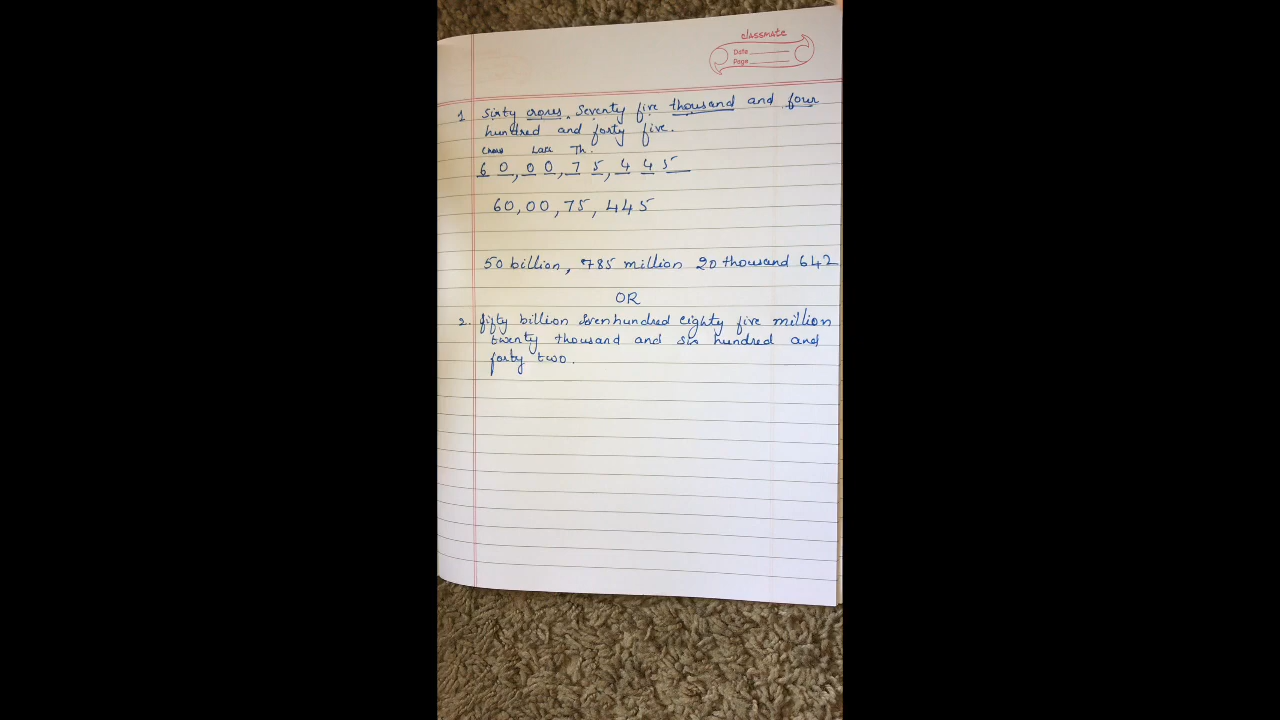 classmate
Date
Page
1 Sixty crores, Seventy five thousand and four
hundred and forty five.
Crore Lakh Th.
6 0, 0 0, 7 5, 4 4 5
60,00,75,445
50 billion, 785 million 20 thousand 642
OR
2. fifty billion sevenhundred eighty five million
twenty thousand and six hundred and
forty two.